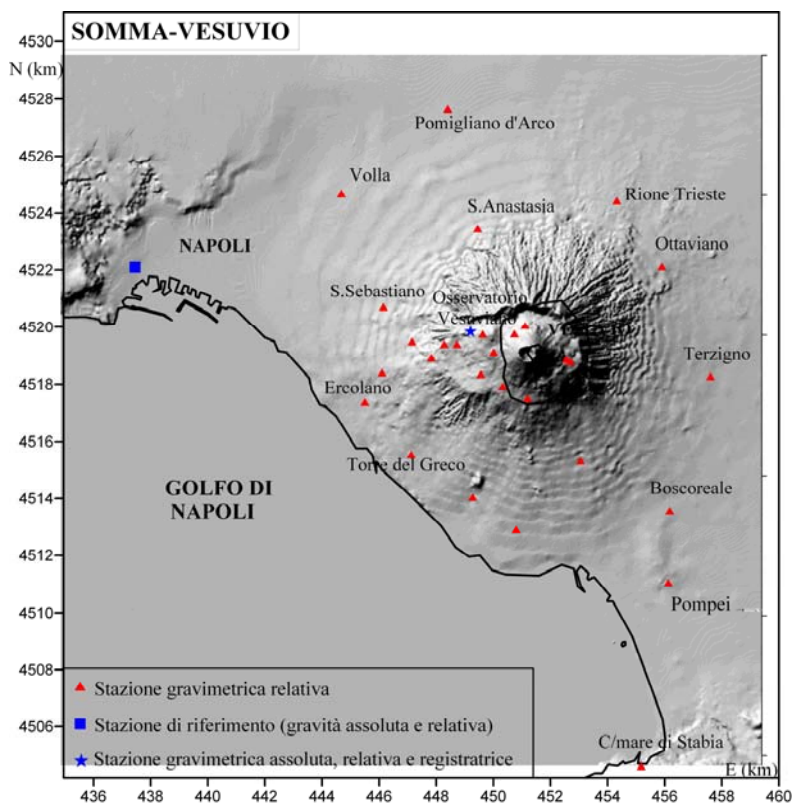 SOMMA-VESUVIO
N (km)
4530
4528
4526
4524
4522
4520
4518
4516
4514
4512
4510
4508
4506
Pomigliano d'Arco
Volla
Rione Trieste
S.Anastasia
NAPOLI
Ottaviano
S.Sebastiano
Osservatorio
Vesuviano
Terzigno
Ercolano
Torre del Greco
GOLFO DI
NAPOLI
Boscoreale
Pompei
Stazione gravimetrica relativa
Stazione di riferimento (gravità assoluta e relativa)
Stazione gravimetrica assoluta, relativa e registratrice
C/mare di Stabia
E (km)
436 438 440 442 444 446 448 450 452 454 456 458 460